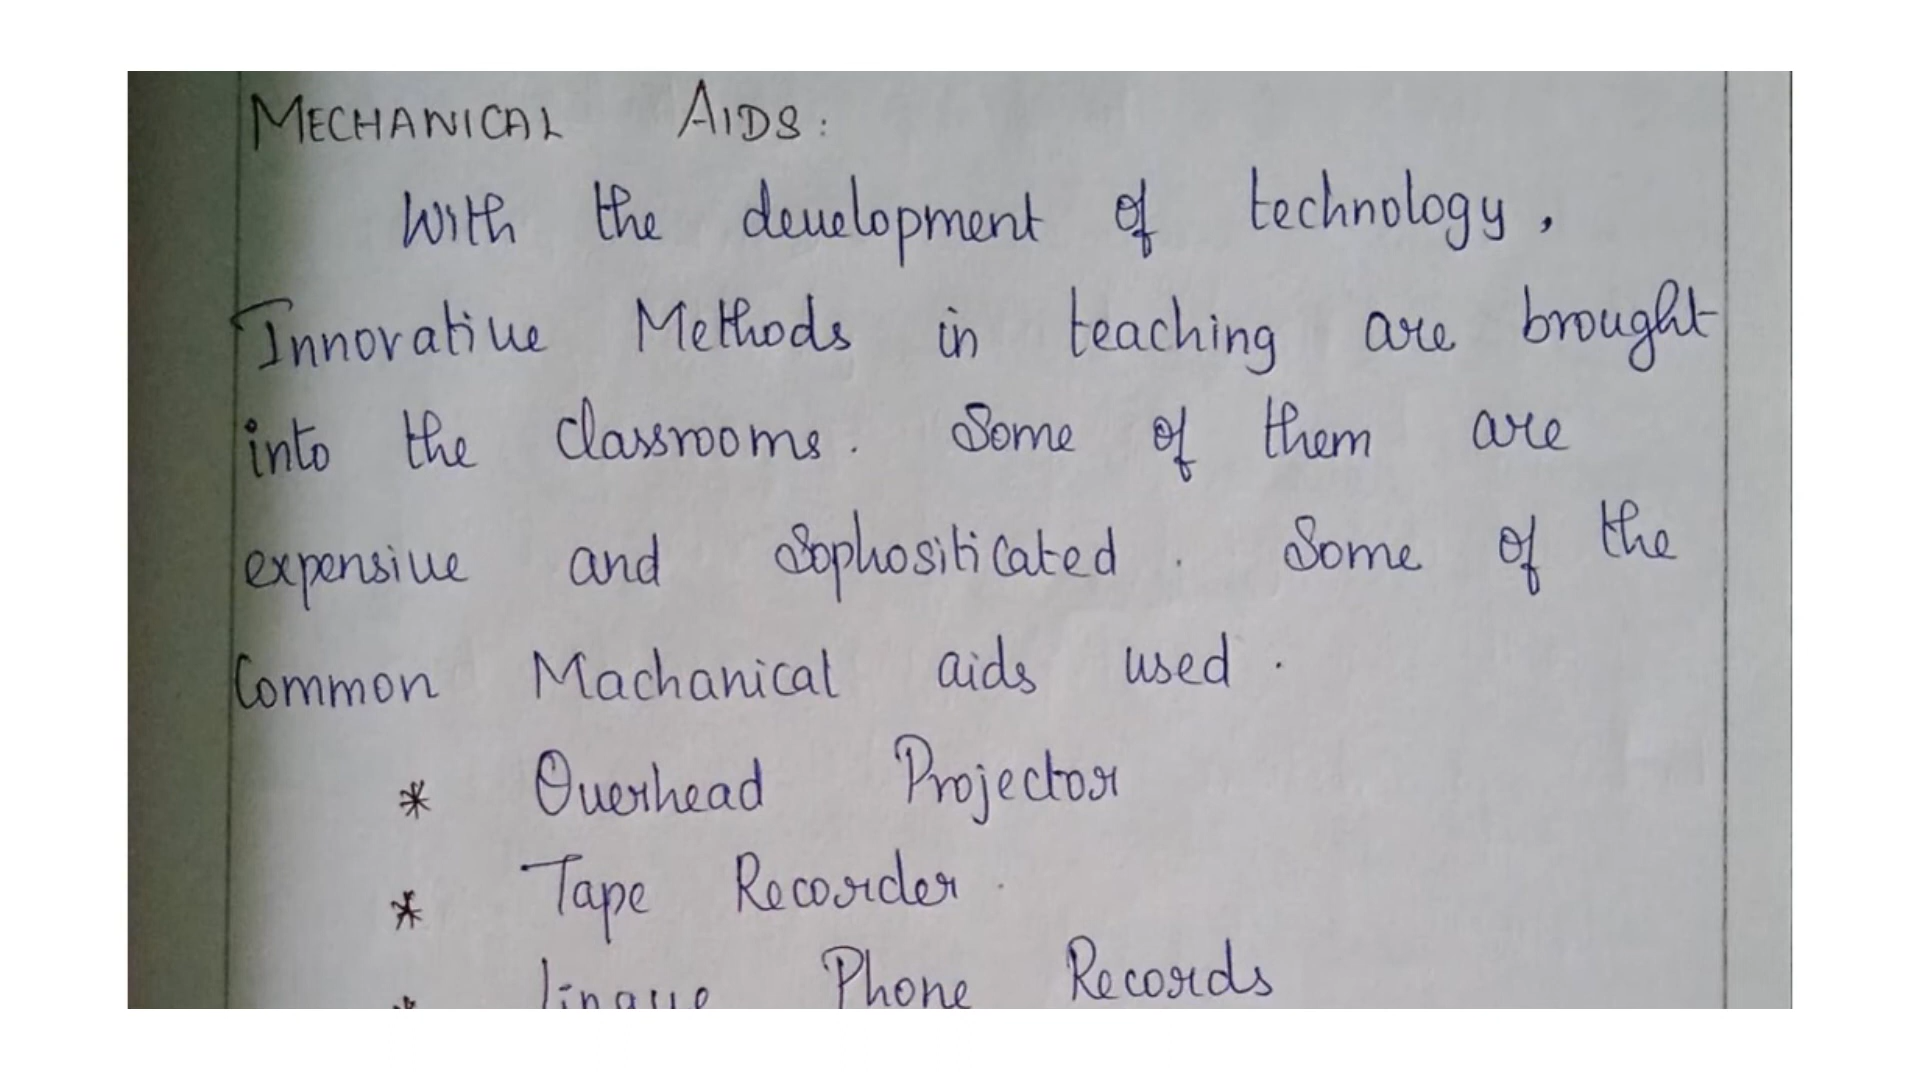 MECHANICAL AIDS:
With the development of technology,
Innovative Methods in teaching are brought
into the classrooms. Some of them are
expensive and Sophositicated. Some of the
Common Machanical aids used.
* Overhead Projector
* Tape Recorder.
* Lingue Phone Records